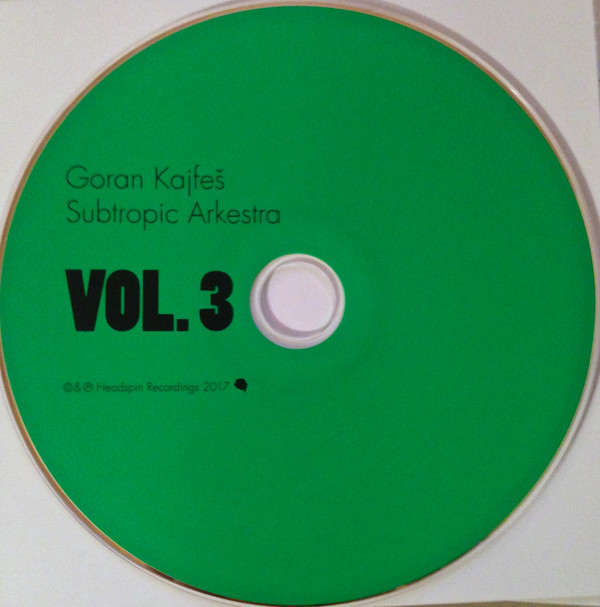 Goran Kajfeš
Subtropic Arkestra
VOL. 3
©&℗ Headspin Recordings 2017